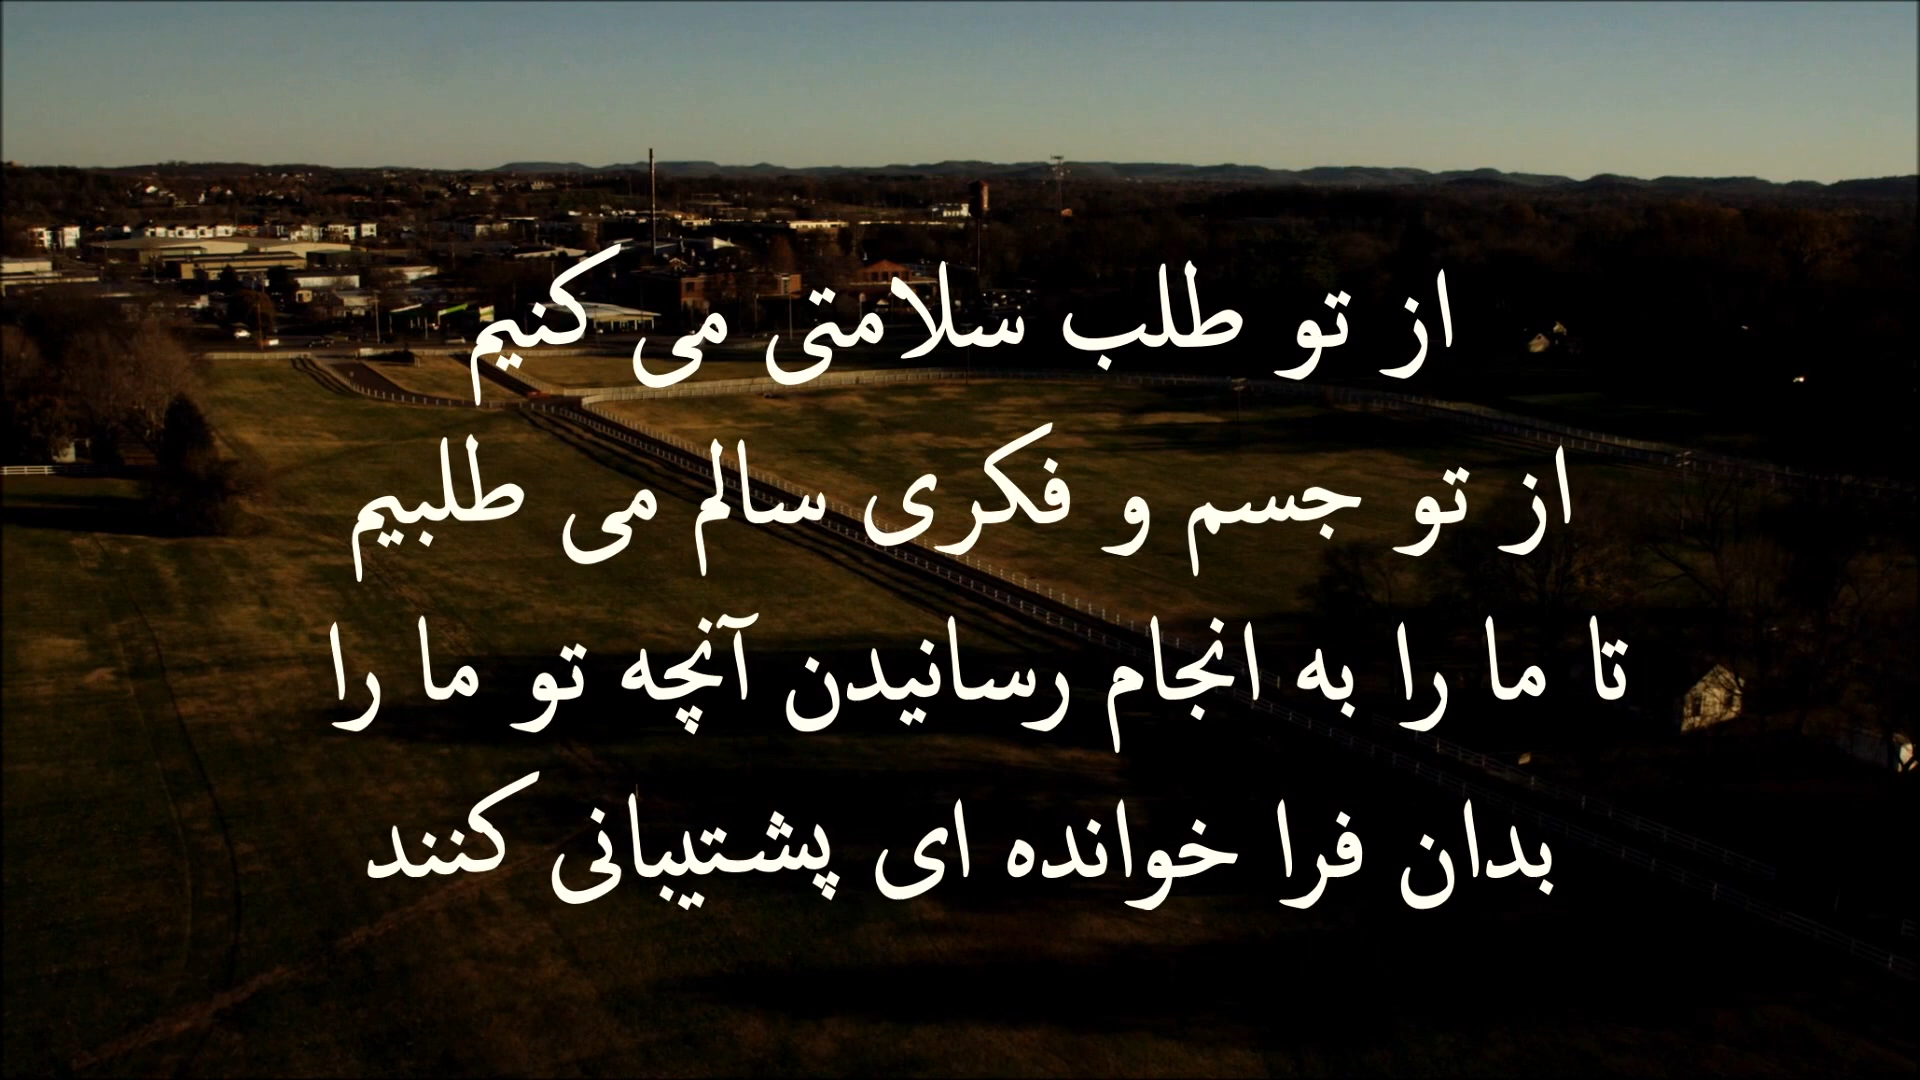 از تو طلب سلامتی می کنیم
از تو جسم و فکری سالم می طلبیم
تا ما را به انجام رسانیدن آنچه تو ما را
بدان فرا خوانده ای پشتیبانی کنند